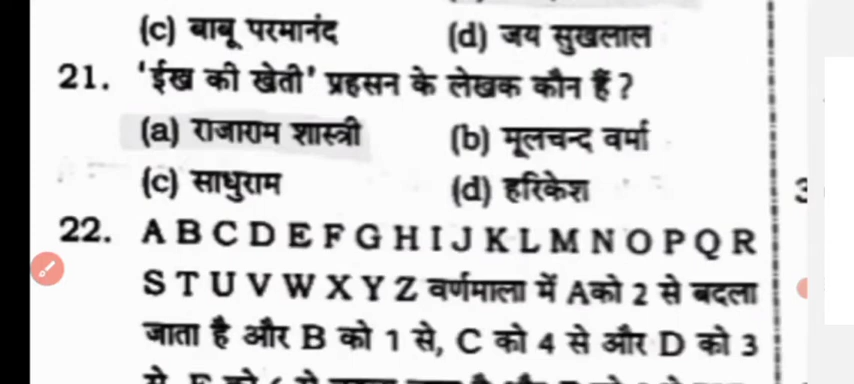 (c) बाबू परमानंद (d) जय सुखलाल
21. 'ईख की खेती' प्रहसन के लेखक कौन हैं ?
(a) राजाराम शास्त्री (b) मूलचन्द वर्मा
(c) साधुराम (d) हरिकेश
22. A B C D E F G H I J K L M N O P Q R
S T U V W X Y Z वर्णमाला में Aको 2 से बदला
जाता है और B को 1 से, C को 4 से और D को 3